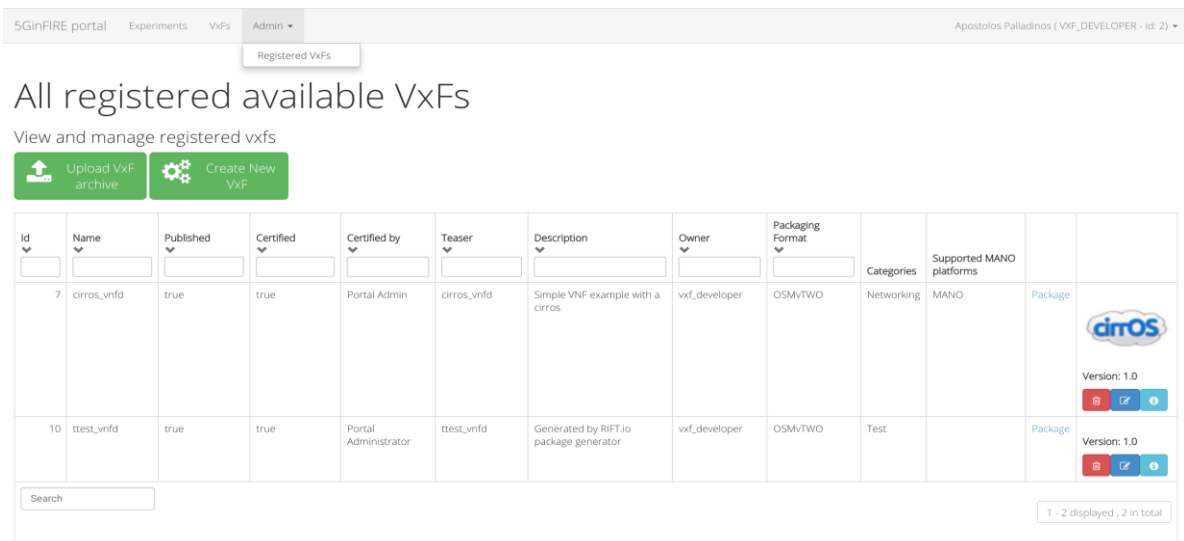 5GinFIRE portal Experiments VxFs Admin Apostolos Palladinos ( VXF_DEVELOPER - id: 2)
Registered VxFs
All registered available VxFs
View and manage registered vxfs
Upload VxF
archive
Create New
VxF
Id Name Published Certified Certified by Teaser Description Owner Packaging
Format
Categories Supported MANO
platforms
7 cirros_vnfd true true Portal Admin cirros_vnfd Simple VNF example with a
cirros
vxf_developer OSMvTWO Networking MANO Package
cirrOS
Version: 1.0
10 ttest_vnfd true true Portal
Administrator
ttest_vnfd Generated by RIFT.io
package generator
vxf_developer OSMvTWO Test Package
Version: 1.0
Search
1 - 2 displayed , 2 in total